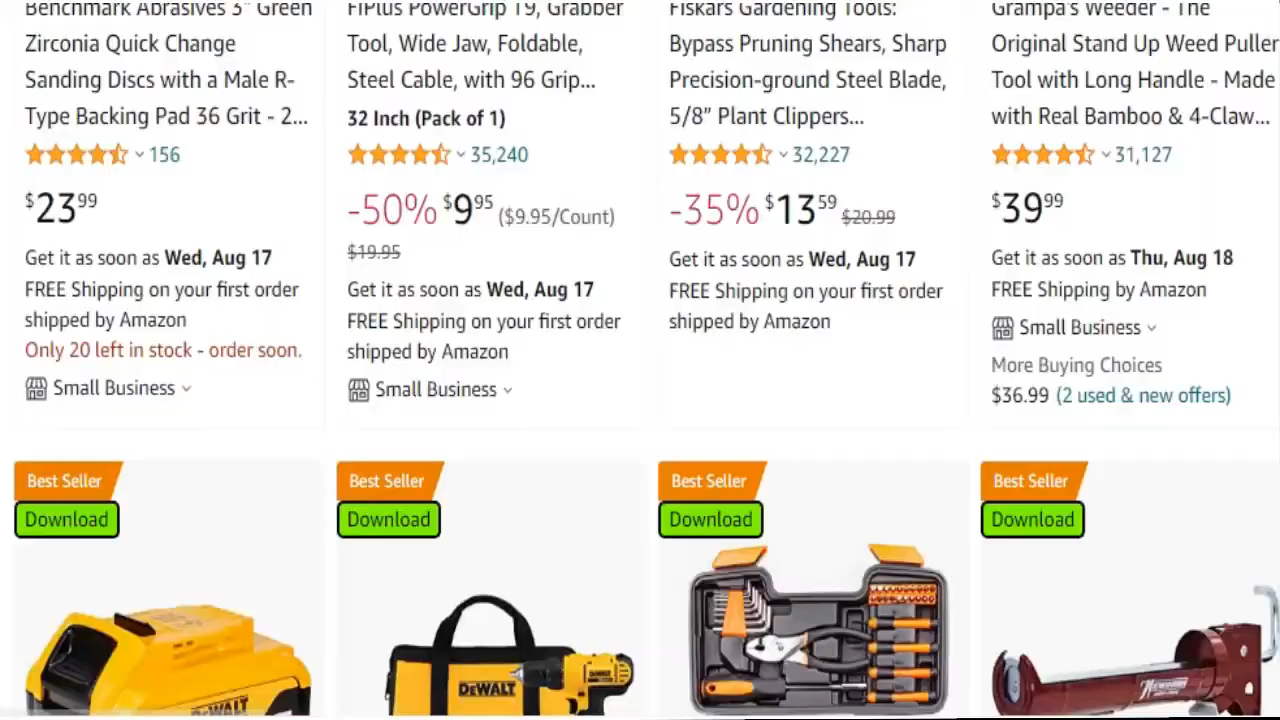 Benchmark Abrasives 3" Green
Zirconia Quick Change
Sanding Discs with a Male R-
Type Backing Pad 36 Grit - 2...
156
$23.99
Get it as soon as Wed, Aug 17
FREE Shipping on your first order
shipped by Amazon
Only 20 left in stock - order soon.
Small Business
FiPlus PowerGrip T9, Grabber
Tool, Wide Jaw, Foldable,
Steel Cable, with 96 Grip...
32 Inch (Pack of 1)
35,240
-50% $9.95 ($9.95/Count)
$19.95
Get it as soon as Wed, Aug 17
FREE Shipping on your first order
shipped by Amazon
Small Business
Fiskars Gardening Tools:
Bypass Pruning Shears, Sharp
Precision-ground Steel Blade,
5/8” Plant Clippers...
32,227
-35% $13.59 $20.99
Get it as soon as Wed, Aug 17
FREE Shipping on your first order
shipped by Amazon
Grampa's Weeder - The
Original Stand Up Weed Puller
Tool with Long Handle - Made
with Real Bamboo & 4-Claw...
31,127
$39.99
Get it as soon as Thu, Aug 18
FREE Shipping by Amazon
Small Business
More Buying Choices
$36.99 (2 used & new offers)
Best Seller
Download
DEWALT
Best Seller
Download
DEWALT
Best Seller
Download
Best Seller
Download
NEWBORN